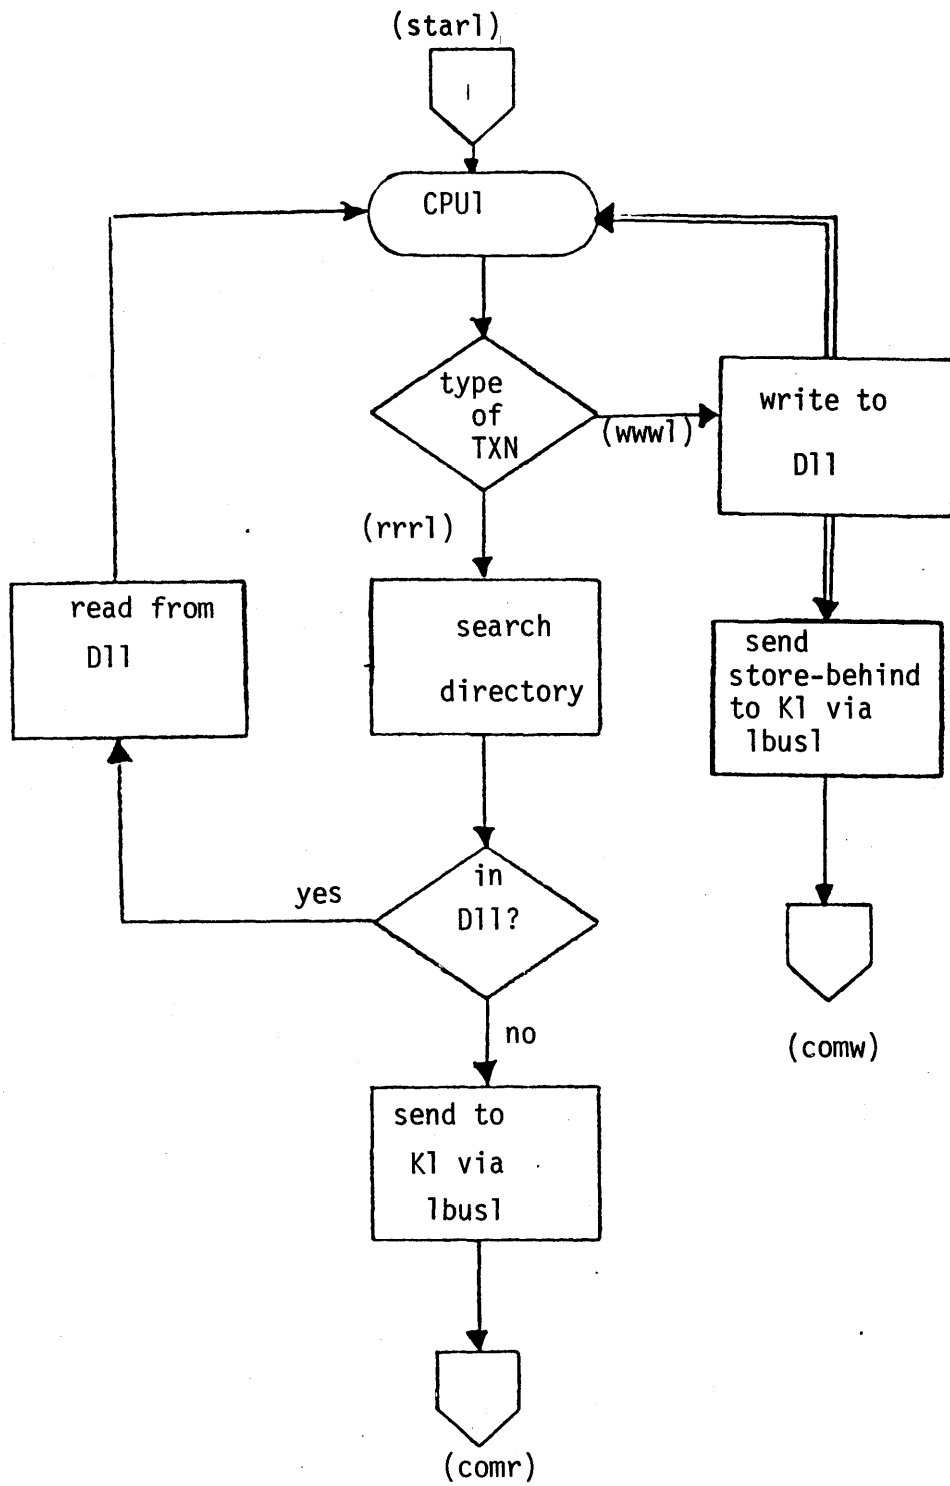 (star1)
1
CPU1
type
of
TXN
(www1)
write to
D11
(rrr1)
read from
D11
search
directory
send
store-behind
to K1 via
lbus1
yes
in
D11?
no
(comw)
send to
K1 via
lbus1
(comr)